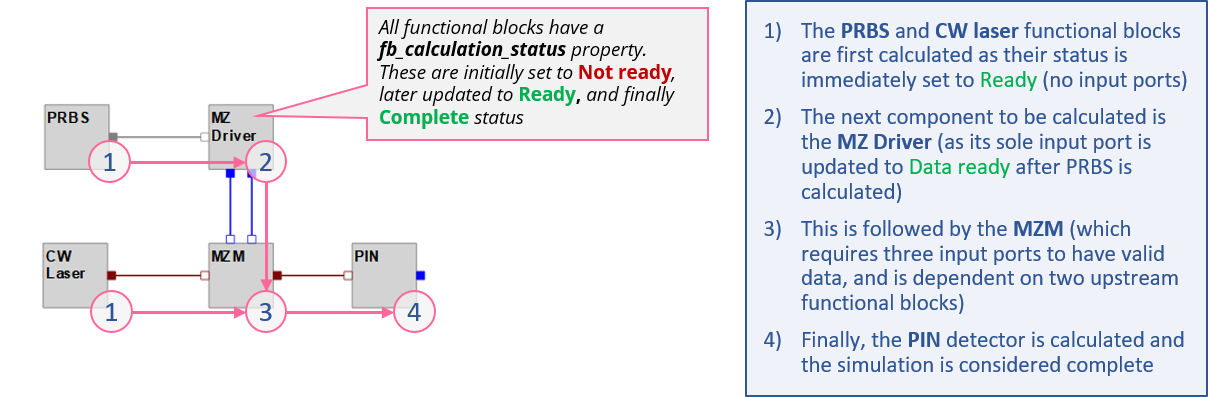 All functional blocks have a
fb_calculation_status property.
These are initially set to Not ready,
later updated to Ready, and finally
Complete status
PRBS
MZ
Driver
1
2
CW
Laser
MZM
PIN
1
3
4
1) The PRBS and CW laser functional blocks
are first calculated as their status is
immediately set to Ready (no input ports)
2) The next component to be calculated is
the MZ Driver (as its sole input port is
updated to Data ready after PRBS is
calculated)
3) This is followed by the MZM (which
requires three input ports to have valid
data, and is dependent on two upstream
functional blocks)
4) Finally, the PIN detector is calculated and
the simulation is considered complete